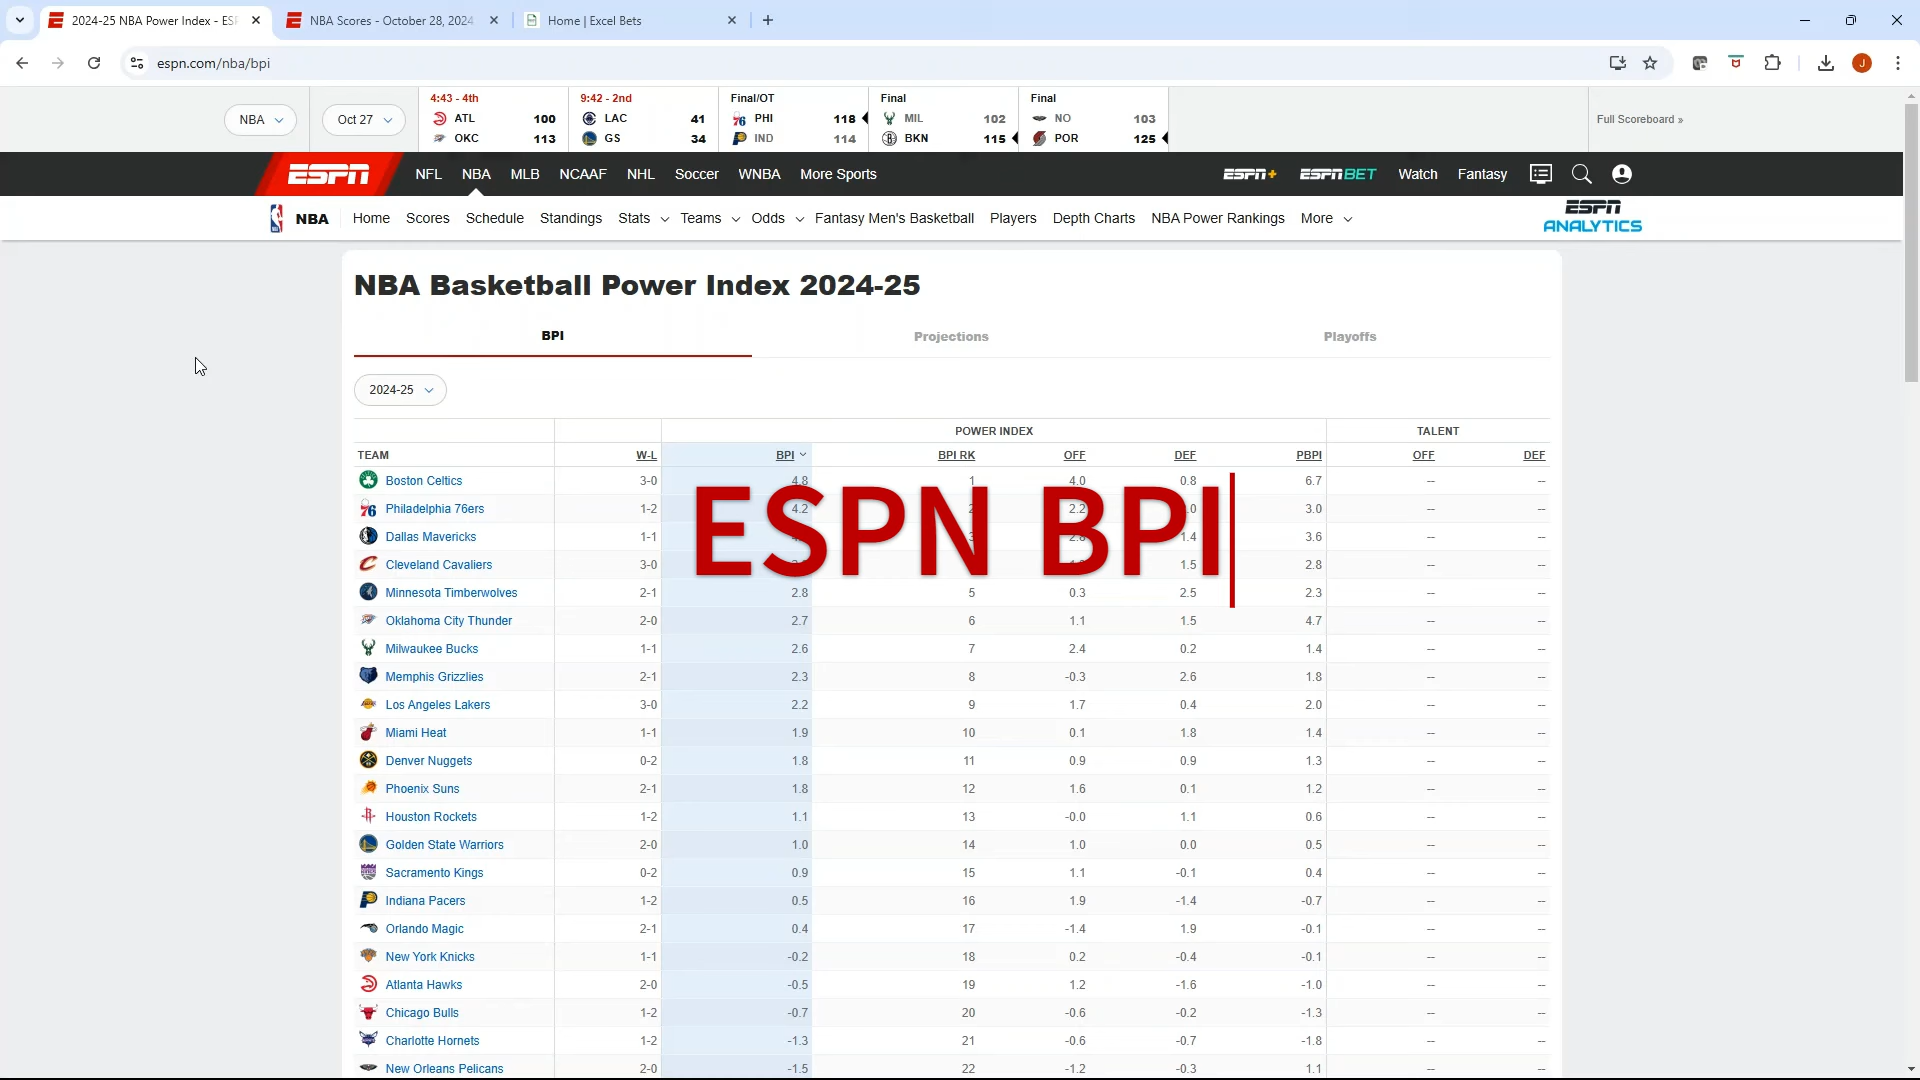 2024-25 NBA Power Index - ESP
NBA Scores - October 28, 2024
Home | Excel Bets
espn.com/nba/bpi
J
NBA
Oct 27
4:43 - 4th
ATL 100
OKC 113
9:42 - 2nd
LAC 41
GS 34
Final/OT
PHI 118
IND 114
Final
MIL 102
BKN 115
Final
NO 103
POR 125
Full Scoreboard »
ESPN NFL NBA MLB NCAAF NHL Soccer WNBA More Sports ESPN+ ESPN BET Watch Fantasy
NBA Home Scores Schedule Standings Stats Teams Odds Fantasy Men's Basketball Players Depth Charts NBA Power Rankings More
ESPN
ANALYTICS
NBA Basketball Power Index 2024-25
BPI Projections Playoffs
2024-25
POWER INDEX TALENT
TEAM W-L BPI BPI RK OFF DEF PBPI OFF DEF
ESPN BPI
Boston Celtics 3-0 4.8 1 4.0 0.8 6.7 -- --
Philadelphia 76ers 1-2 4.2 2.2 3.0 -- --
Dallas Mavericks 1-1 3 1.4 3.6 -- --
Cleveland Cavaliers 3-0 1.5 2.8 -- --
Minnesota Timberwolves 2-1 2.8 5 0.3 2.5 2.3 -- --
Oklahoma City Thunder 2-0 2.7 6 1.1 1.5 4.7 -- --
Milwaukee Bucks 1-1 2.6 7 2.4 0.2 1.4 -- --
Memphis Grizzlies 2-1 2.3 8 -0.3 2.6 1.8 -- --
Los Angeles Lakers 3-0 2.2 9 1.7 0.4 2.0 -- --
Miami Heat 1-1 1.9 10 0.1 1.8 1.4 -- --
Denver Nuggets 0-2 1.8 11 0.9 0.9 1.3 -- --
Phoenix Suns 2-1 1.8 12 1.6 0.1 1.2 -- --
Houston Rockets 1-2 1.1 13 -0.0 1.1 0.6 -- --
Golden State Warriors 2-0 1.0 14 1.0 0.0 0.5 -- --
Sacramento Kings 0-2 0.9 15 1.1 -0.1 0.4 -- --
Indiana Pacers 1-2 0.5 16 1.9 -1.4 -0.7 -- --
Orlando Magic 2-1 0.4 17 -1.4 1.9 -0.1 -- --
New York Knicks 1-1 -0.2 18 0.2 -0.4 -0.1 -- --
Atlanta Hawks 2-0 -0.5 19 1.2 -1.6 -1.0 -- --
Chicago Bulls 1-2 -0.7 20 -0.6 -0.2 -1.3 -- --
Charlotte Hornets 1-2 -1.3 21 -0.6 -0.7 -1.8 -- --
New Orleans Pelicans 2-0 -1.5 22 -1.2 -0.3 1.1 -- --